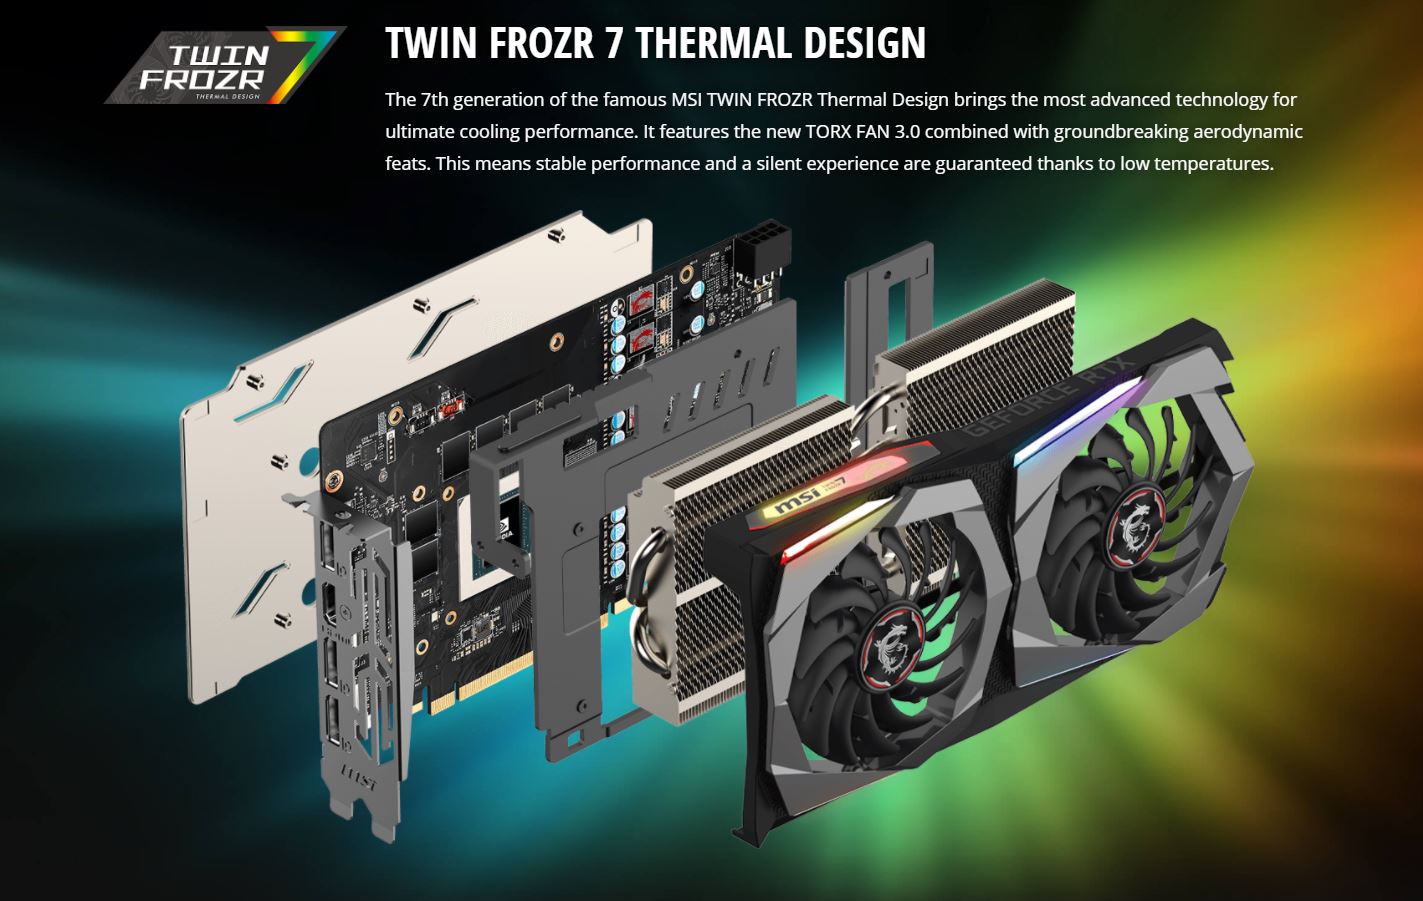 TWIN FROZR 7
THERMAL DESIGN
TWIN FROZR 7 THERMAL DESIGN
The 7th generation of the famous MSI TWIN FROZR Thermal Design brings the most advanced technology for
ultimate cooling performance. It features the new TORX FAN 3.0 combined with groundbreaking aerodynamic
feats. This means stable performance and a silent experience are guaranteed thanks to low temperatures.
GEFORCE RTX
msi
msi